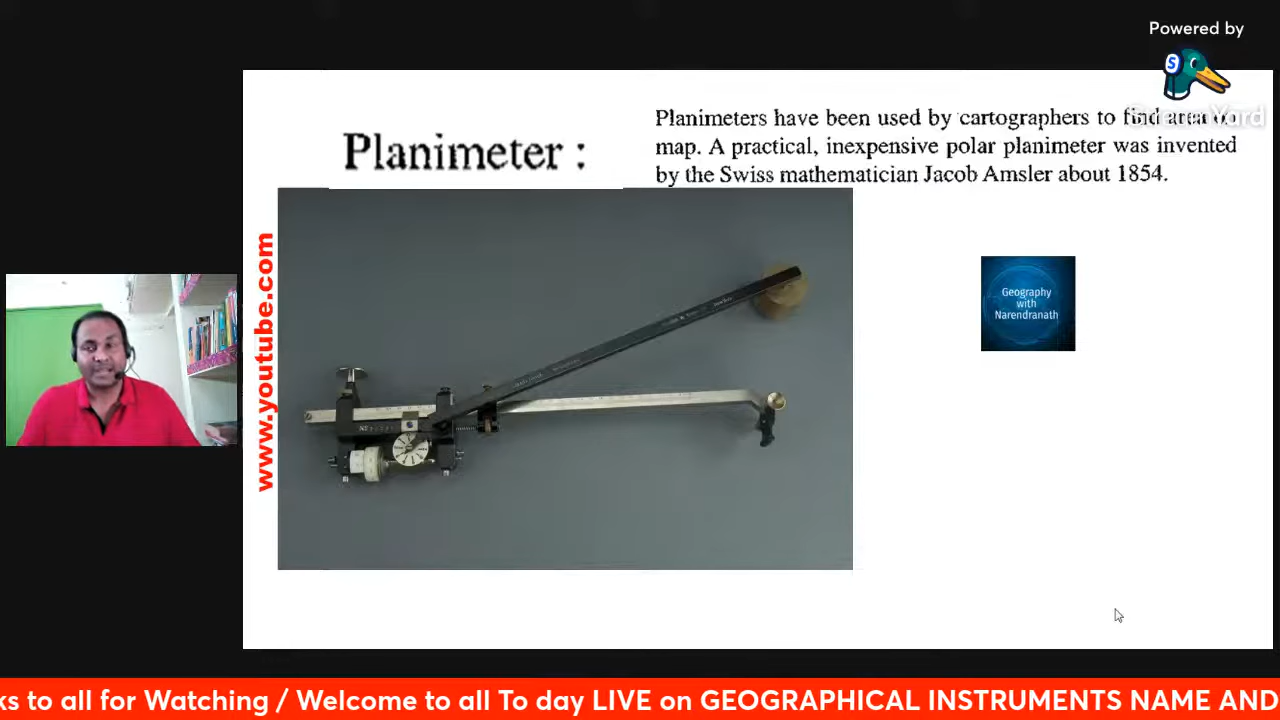 Powered by
Planimeters have been used by cartographers to find area on
map. A practical, inexpensive polar planimeter was invented
by the Swiss mathematician Jacob Amsler about 1854.
Planimeter :
www.youtube.com
Geography
with
Narendranath
ks to all for Watching / Welcome to all To day LIVE on GEOGRAPHICAL INSTRUMENTS NAME AND